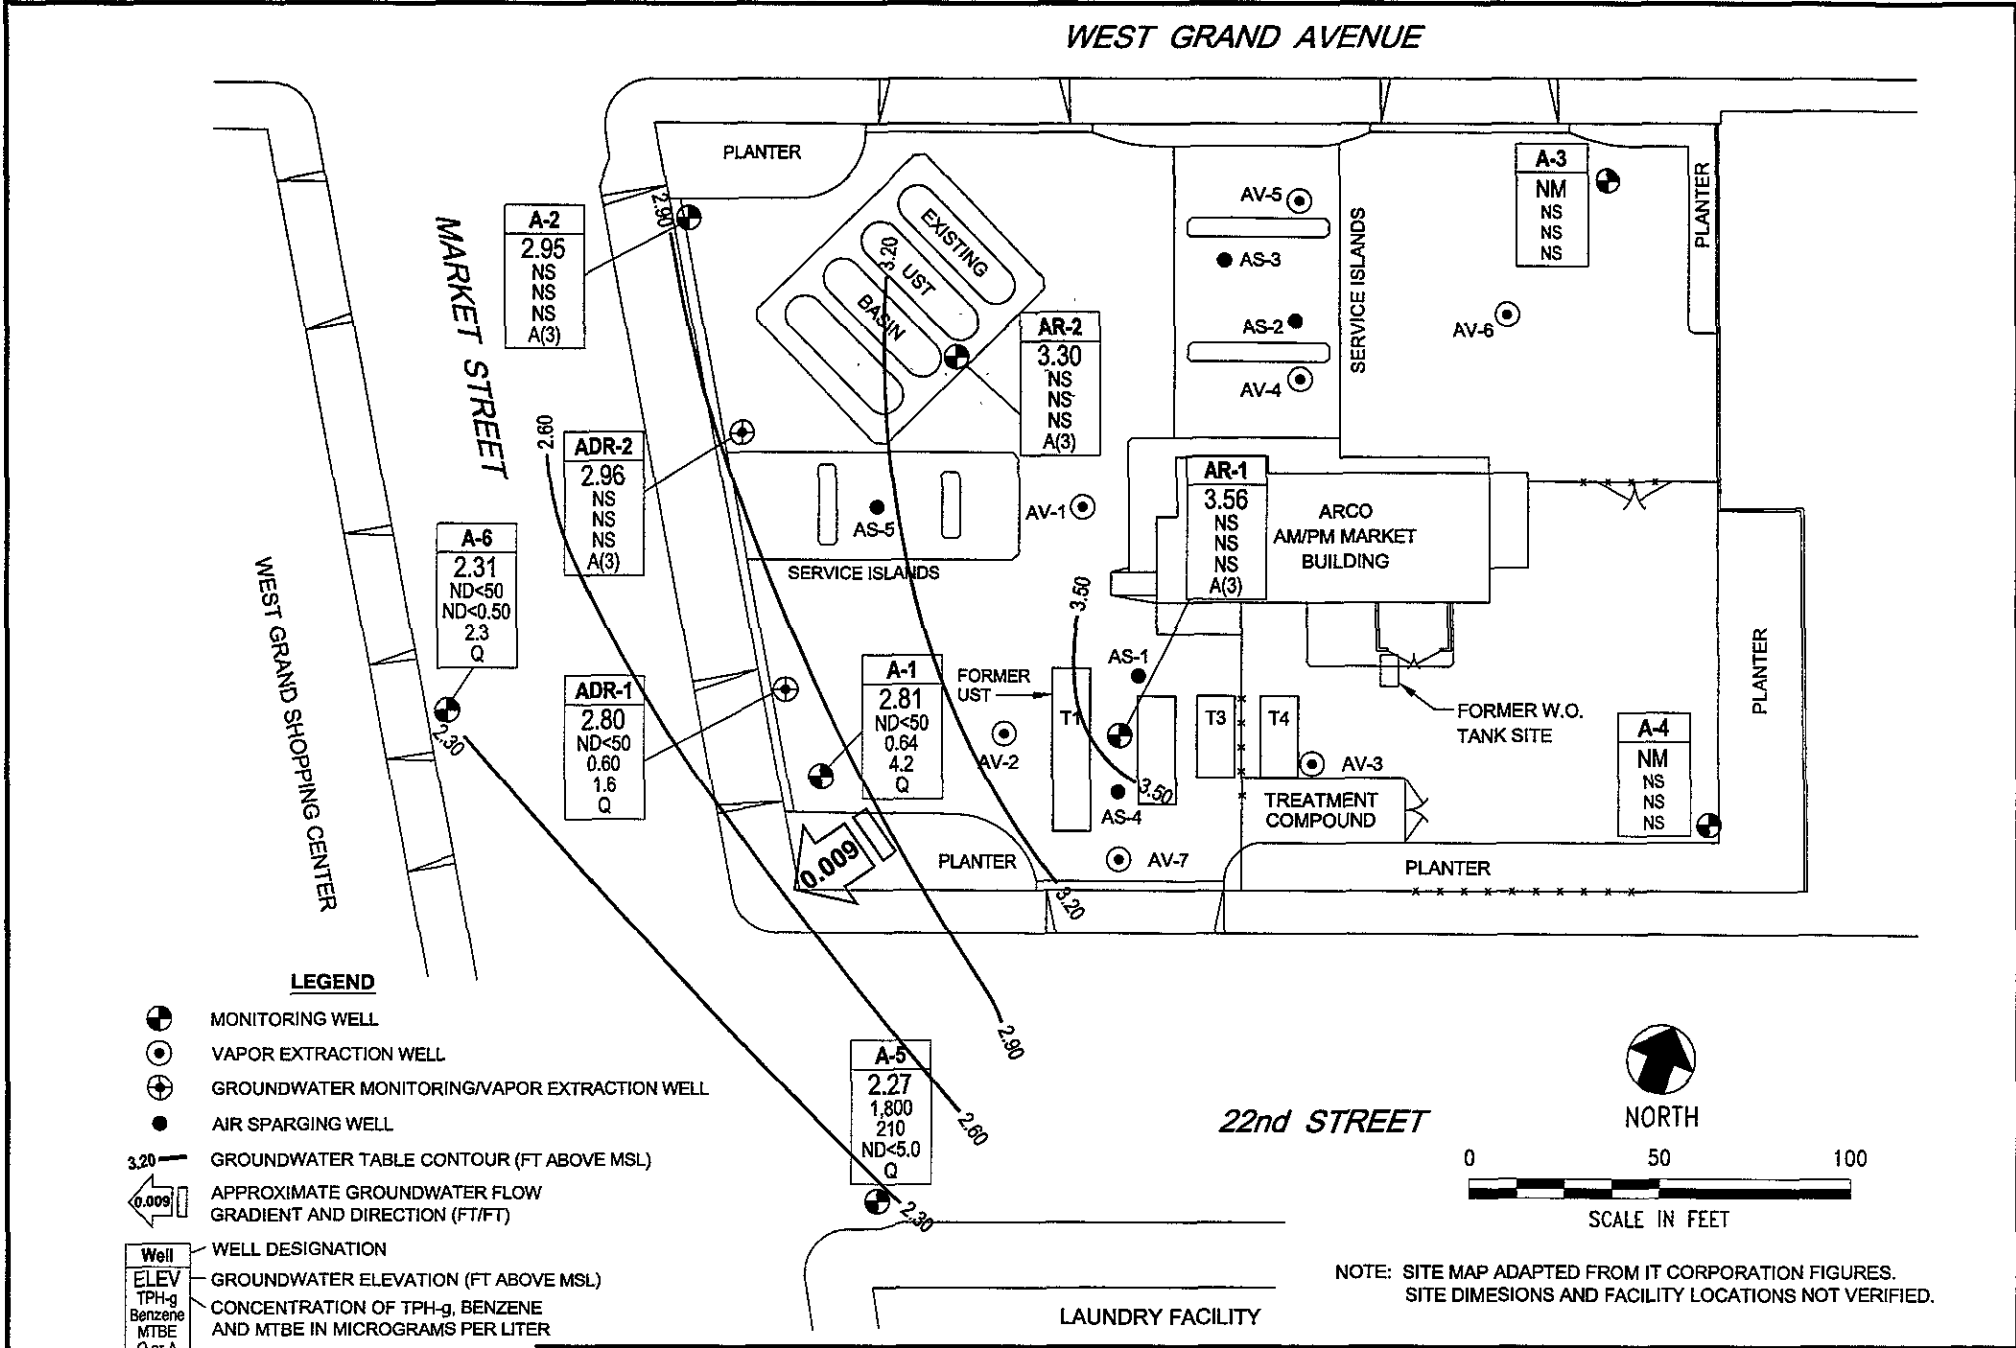 WEST GRAND AVENUE
PLANTER
A-2
2.95
NS
NS
NS
A(3)
2.90
MARKET STREET
3.20
EXISTING
UST
BASIN
AR-2
3.30
NS
NS
NS
A(3)
AV-5
AS-3
AS-2
AV-4
SERVICE ISLANDS
A-3
NM
NS
NS
NS
PLANTER
AV-6
2.60
ADR-2
2.96
NS
NS
NS
A(3)
AS-5
AV-1
SERVICE ISLANDS
AR-1
3.56
NS
NS
NS
A(3)
ARCO
AM/PM MARKET
BUILDING
A-6
2.31
ND<50
ND<0.50
2.3
Q
2.30
WEST GRAND SHOPPING CENTER
ADR-1
2.80
ND<50
0.60
1.6
Q
A-1
2.81
ND<50
0.64
4.2
Q
FORMER
UST
3.50
AS-1
T1
T3
T4
AV-2
3.50
AS-4
AV-3
FORMER W.O.
TANK SITE
TREATMENT
COMPOUND
A-4
NM
NS
NS
NS
PLANTER
0.009
PLANTER
AV-7
PLANTER
3.20
2.90
2.60
2.30
A-5
2.27
1,800
210
ND<5.0
Q
22nd STREET
NORTH
0 50 100
SCALE IN FEET
LEGEND
MONITORING WELL
VAPOR EXTRACTION WELL
GROUNDWATER MONITORING/VAPOR EXTRACTION WELL
AIR SPARGING WELL
3.20 GROUNDWATER TABLE CONTOUR (FT ABOVE MSL)
0.009 APPROXIMATE GROUNDWATER FLOW
GRADIENT AND DIRECTION (FT/FT)
Well WELL DESIGNATION
ELEV GROUNDWATER ELEVATION (FT ABOVE MSL)
TPH-g
Benzene
MTBE
CONCENTRATION OF TPH-g, BENZENE
AND MTBE IN MICROGRAMS PER LITER
LAUNDRY FACILITY
NOTE: SITE MAP ADAPTED FROM IT CORPORATION FIGURES.
SITE DIMESIONS AND FACILITY LOCATIONS NOT VERIFIED.